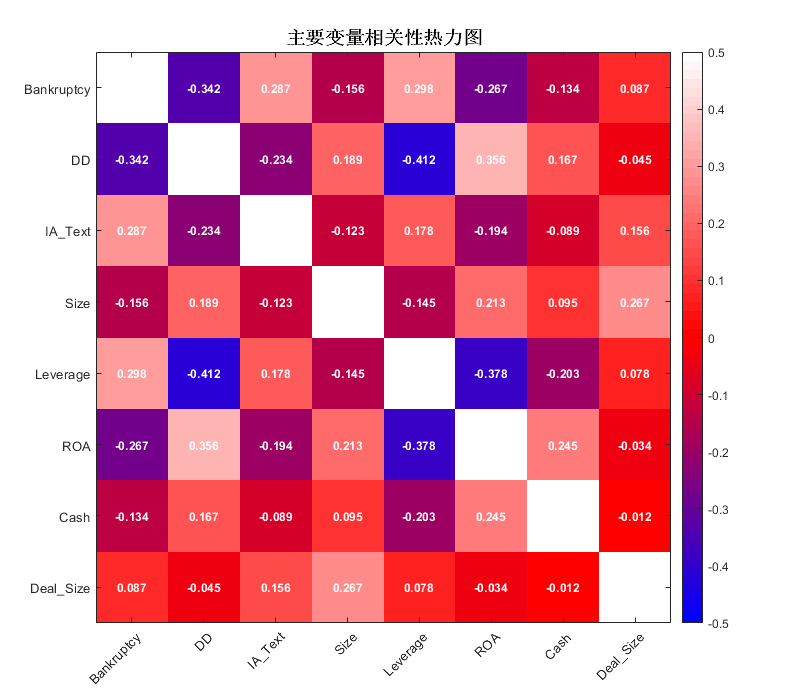 主要变量相关性热力图
Bankruptcy -0.342 0.287 -0.156 0.298 -0.267 -0.134 0.087
DD -0.342 -0.234 0.189 -0.412 0.356 0.167 -0.045
IA_Text 0.287 -0.234 -0.123 0.178 -0.194 -0.089 0.156
Size -0.156 0.189 -0.123 -0.145 0.213 0.095 0.267
Leverage 0.298 -0.412 0.178 -0.145 -0.378 -0.203 0.078
ROA -0.267 0.356 -0.194 0.213 -0.378 0.245 -0.034
Cash -0.134 0.167 -0.089 0.095 -0.203 0.245 -0.012
Deal_Size 0.087 -0.045 0.156 0.267 0.078 -0.034 -0.012
Bankruptcy DD IA_Text Size Leverage ROA Cash Deal_Size
0.5
0.4
0.3
0.2
0.1
0
-0.1
-0.2
-0.3
-0.4
-0.5